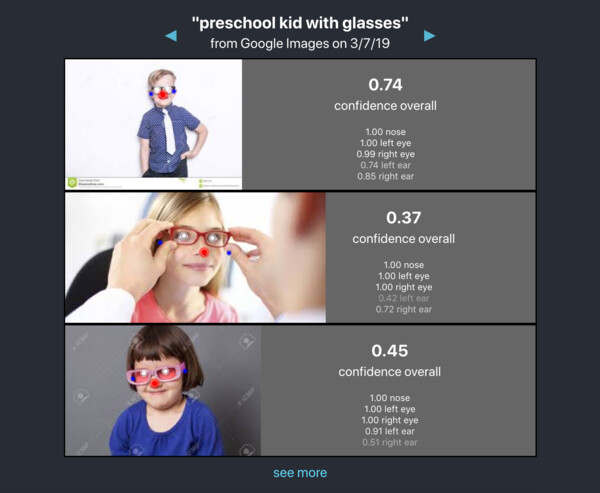 "preschool kid with glasses"
from Google Images on 3/7/19
0.74
confidence overall
1.00 nose
1.00 left eye
0.99 right eye
0.74 left ear
0.85 right ear
0.37
confidence overall
1.00 nose
1.00 left eye
1.00 right eye
0.42 left ear
0.72 right ear
0.45
confidence overall
1.00 nose
1.00 left eye
1.00 right eye
0.91 left ear
0.51 right ear
see more